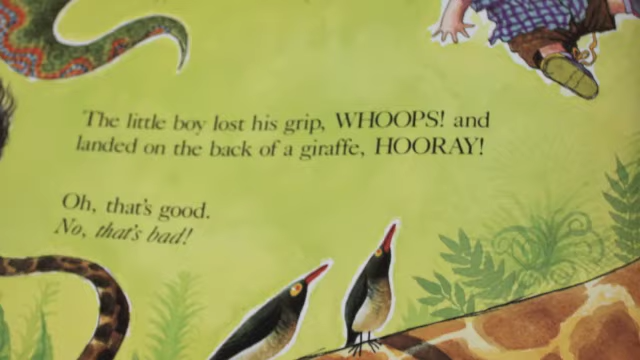 The little boy lost his grip, WHOOPS! and
landed on the back of a giraffe, HOORAY!
Oh, that's good.
No, that's bad!